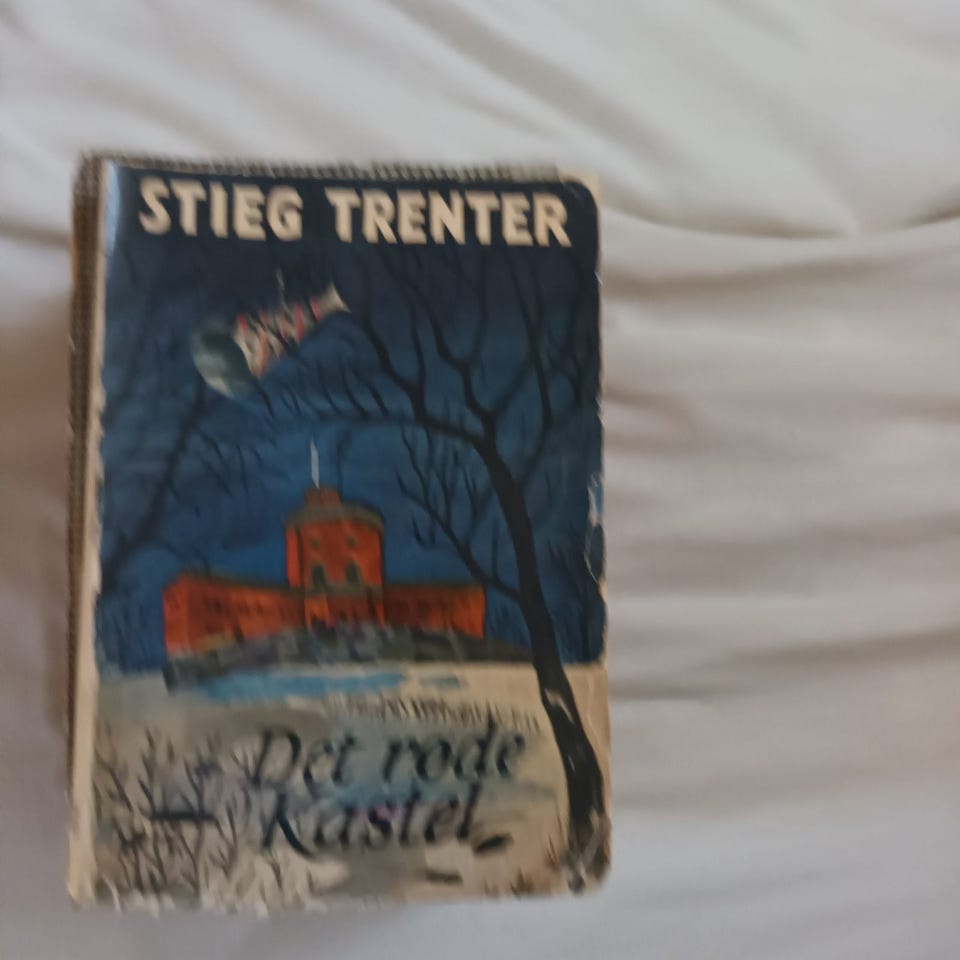 STIEG TRENTER
Det røde
Kastel